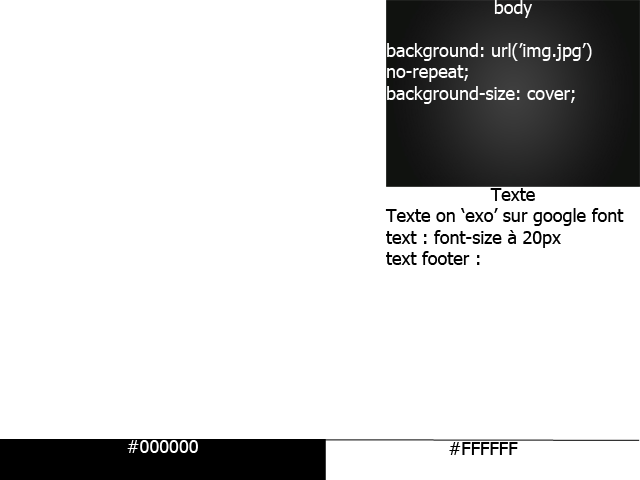 body
background: url(’img.jpg’)
no-repeat;
background-size: cover;
Texte
Texte on ‘exo’ sur google font
text : font-size à 20px
text footer :
#000000
#FFFFFF